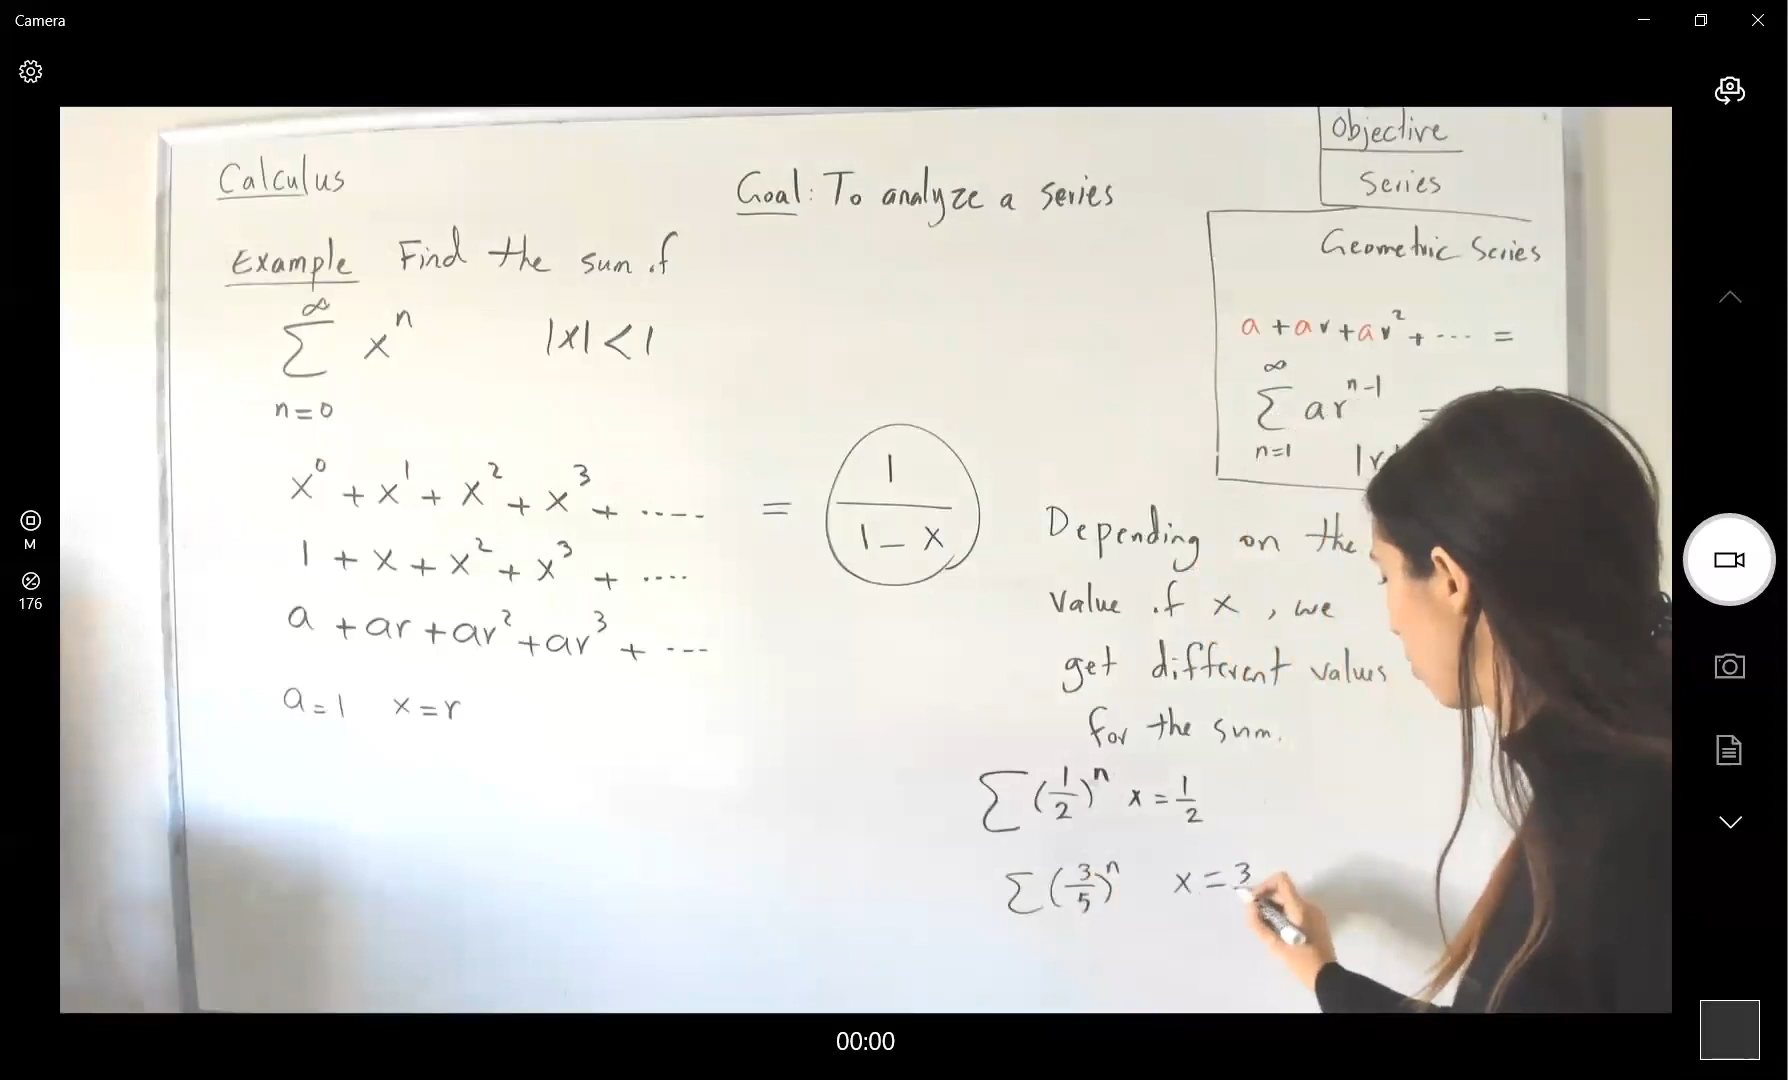 Camera
Calculus
Goal: To analyze a series
Objective
Series
Example Find the sum of
∞
∑ xⁿ |x| < 1
n = 0
x⁰ + x¹ + x² + x³ + ..... = 1 / (1 - x)
1 + x + x² + x³ + ....
a + ar + ar² + ar³ + ...
a = 1 x = r
Geometric Series
a + ar + ar² + ... =
∞
∑ arⁿ⁻¹ =
n=1 |r
Depending on the
value of x, we
get different values
for the sum.
∑ (1/2)ⁿ x = 1/2
∑ (3/5)ⁿ x = 3
M
176
00:00